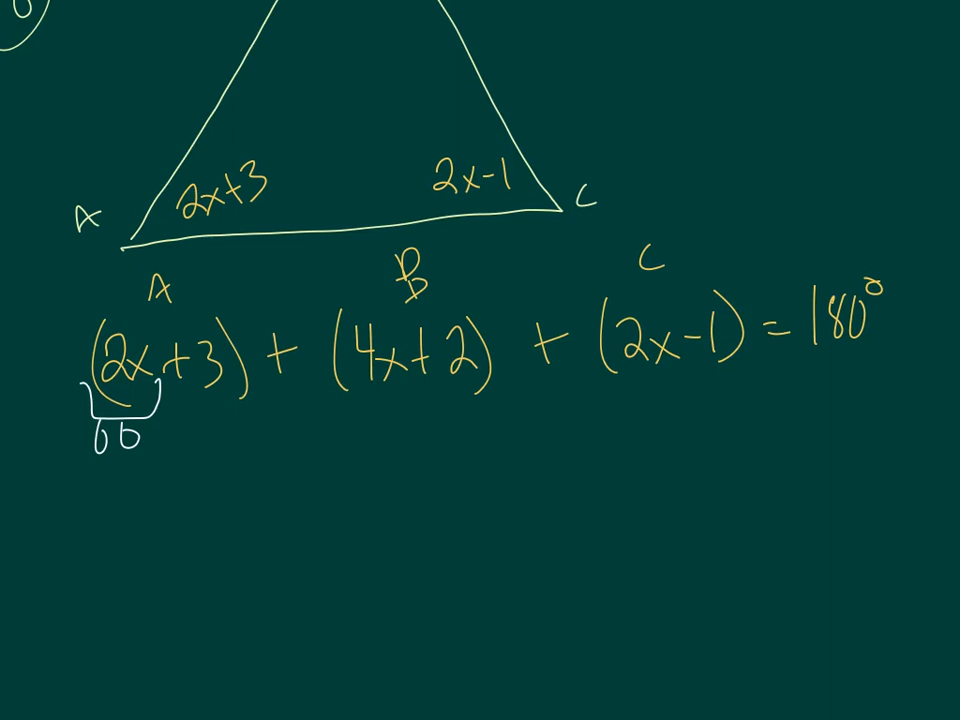 2x+3 2x-1
A C
A B C
(2x+3) + (4x+2) + (2x-1) = 180°